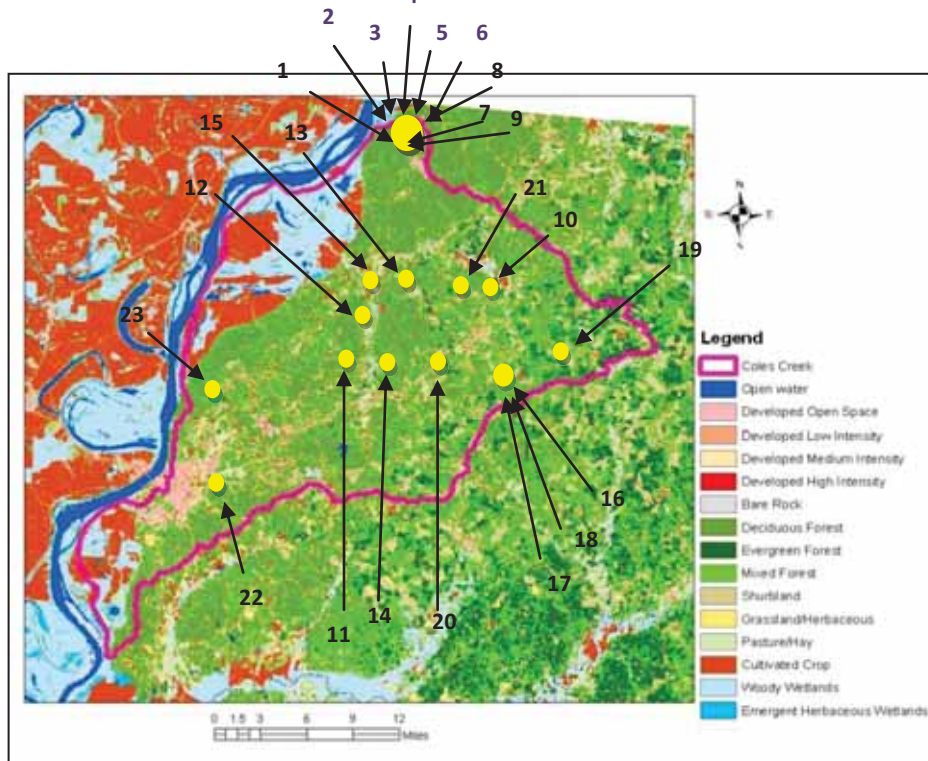 2
3
5
6
1
8
7
9
15
13
12
21
10
19
23
N
E
Legend
Coles Creek
Open water
Developed Open Space
Developed Low Intensity
Developed Medium Intensity
Developed High Intensity
Bare Rock
Deciduous Forest
Evergreen Forest
Mixed Forest
Shurbland
Grassland/Herbaceous
Pasture/Hay
Cultivated Crop
Woody Wetlands
Emergent Herbaceous Wetlands
16
18
17
22
11
14
20
0 1.5 3 6 9 12
Miles